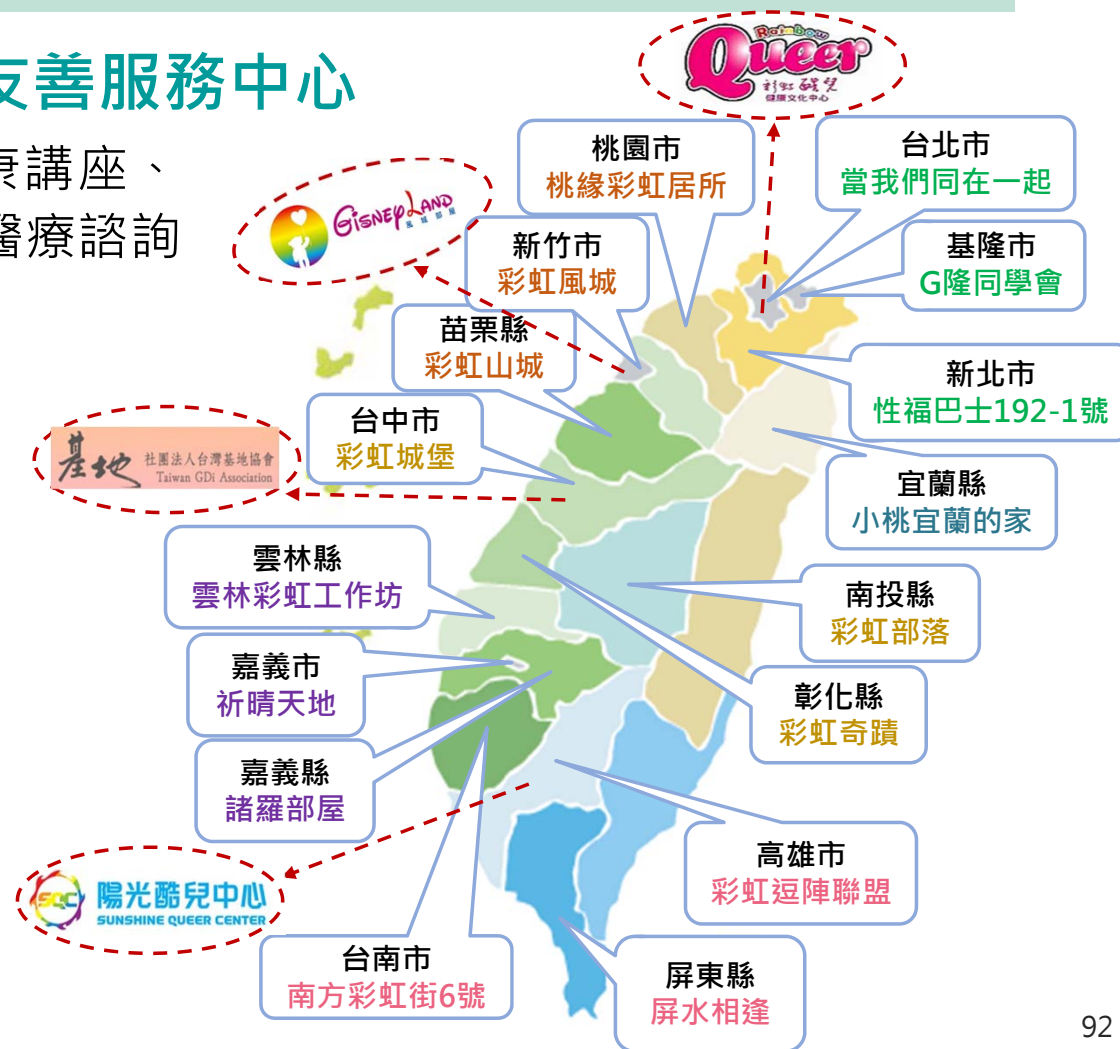 友善服務中心
康講座、
醫療諮詢
Rainbow
Queer
彩虹酷兒
健康文化中心
GisneyLand
風城部屋
桃園市
桃緣彩虹居所
台北市
當我們同在一起
新竹市
彩虹風城
基隆市
G隆同學會
苗栗縣
彩虹山城
新北市
性福巴士192-1號
台中市
彩虹城堡
基地
社團法人台灣基地協會
Taiwan GDi Association
宜蘭縣
小桃宜蘭的家
雲林縣
雲林彩虹工作坊
南投縣
彩虹部落
嘉義市
祈晴天地
彰化縣
彩虹奇蹟
嘉義縣
諸羅部屋
高雄市
彩虹逗陣聯盟
SQC
陽光酷兒中心
SUNSHINE QUEER CENTER
台南市
南方彩虹街6號
屏東縣
屏水相逢
92